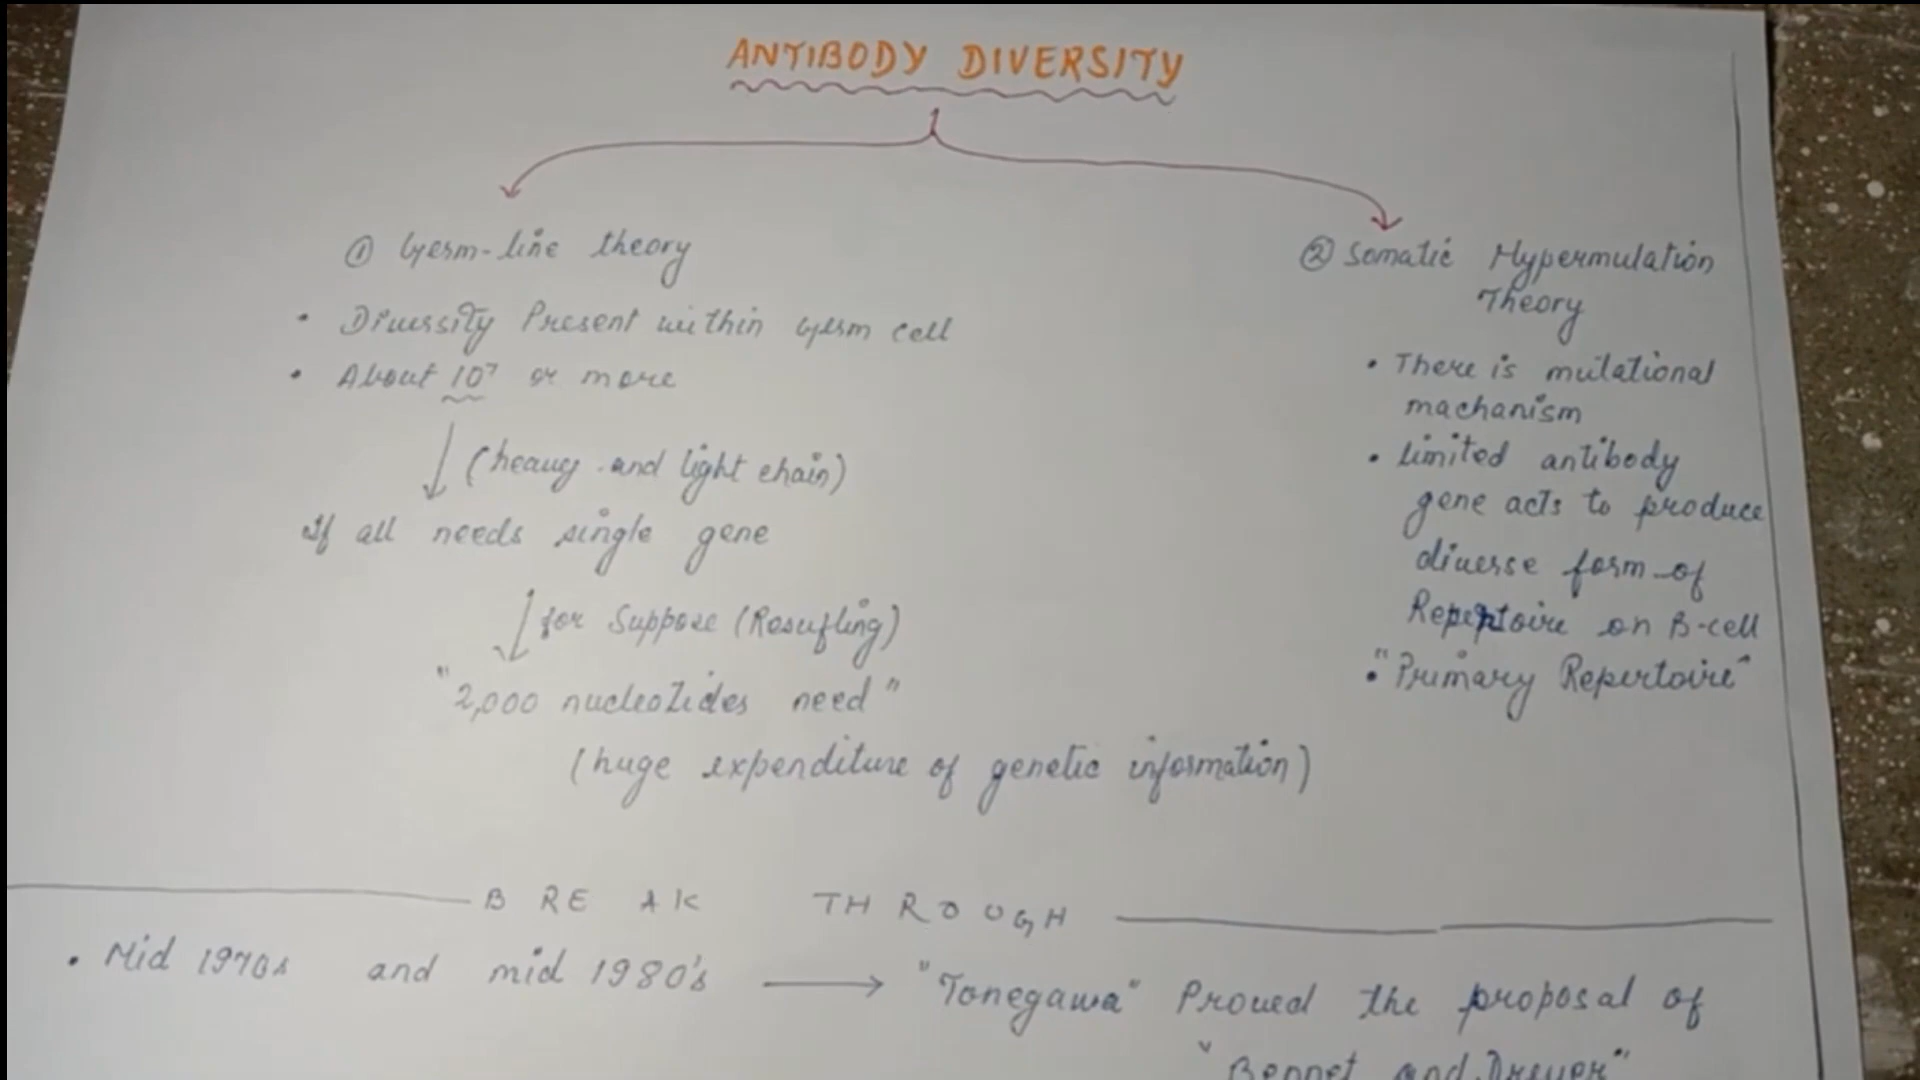 ANTIBODY DIVERSITY
① Germ-line theory
• Diversity Present within Germ cell
• About 10⁷ or more
(heavy and light chain)
If all needs single gene
for Suppose (Resufling)
"2,000 nucleotides need"
(huge expenditure of genetic information)
② Somatic Hypermulation
Theory
• There is mutational
machanism
• Limited antibody
gene acts to produce
diverse form of
Repertoire on B-cell
• "Primary Repertoire"
BREAK THROUGH
• Mid 1970s and mid 1980's → "Tonegawa" Proved the proposal of
"Bennet and Dreyer"